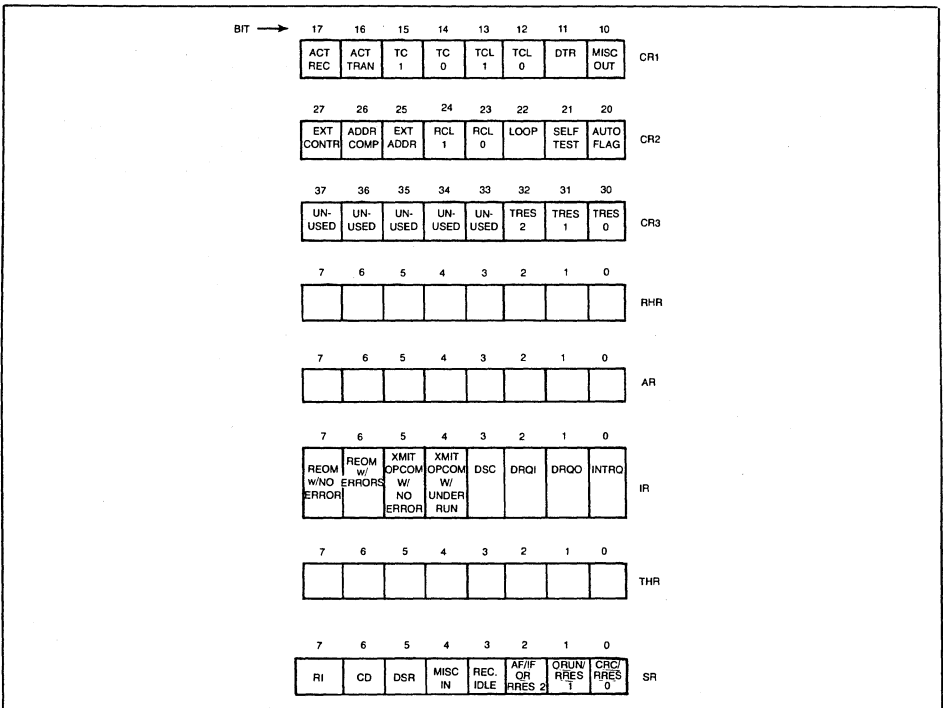 BIT → 17 16 15 14 13 12 11 10
ACT REC ACT TRAN TC 1 TC 0 TCL 1 TCL 0 DTR MISC OUT CR1
27 26 25 24 23 22 21 20
EXT CONTR ADDR COMP EXT ADDR RCL 1 RCL 0 LOOP SELF TEST AUTO FLAG CR2
37 36 35 34 33 32 31 30
UN- USED UN- USED UN- USED UN- USED UN- USED TRES 2 TRES 1 TRES 0 CR3
7 6 5 4 3 2 1 0
RHR
7 6 5 4 3 2 1 0
AR
7 6 5 4 3 2 1 0
REOM w/NO ERROR REOM w/ ERRORS XMIT OPCOM W/ NO ERROR XMIT OPCOM W/ UNDER RUN DSC DRQI DRQO INTRQ IR
7 6 5 4 3 2 1 0
THR
7 6 5 4 3 2 1 0
RI CD DSR MISC IN REC. IDLE AF/IF OR RRES 2 ORUN/ RRES 1 CRC/ RRES 0 SR